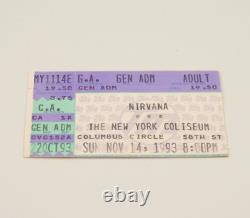 MY1114E G.A. GEN ADM ADULT
19.50 GEN ADM 19.50
NIRVANA
G.A. ***
CA THE NEW YORK COLISEUM
GEN ADM COLUMBUS CIRCLE 58TH ST
SUN NOV 14, 1993 8:00PM